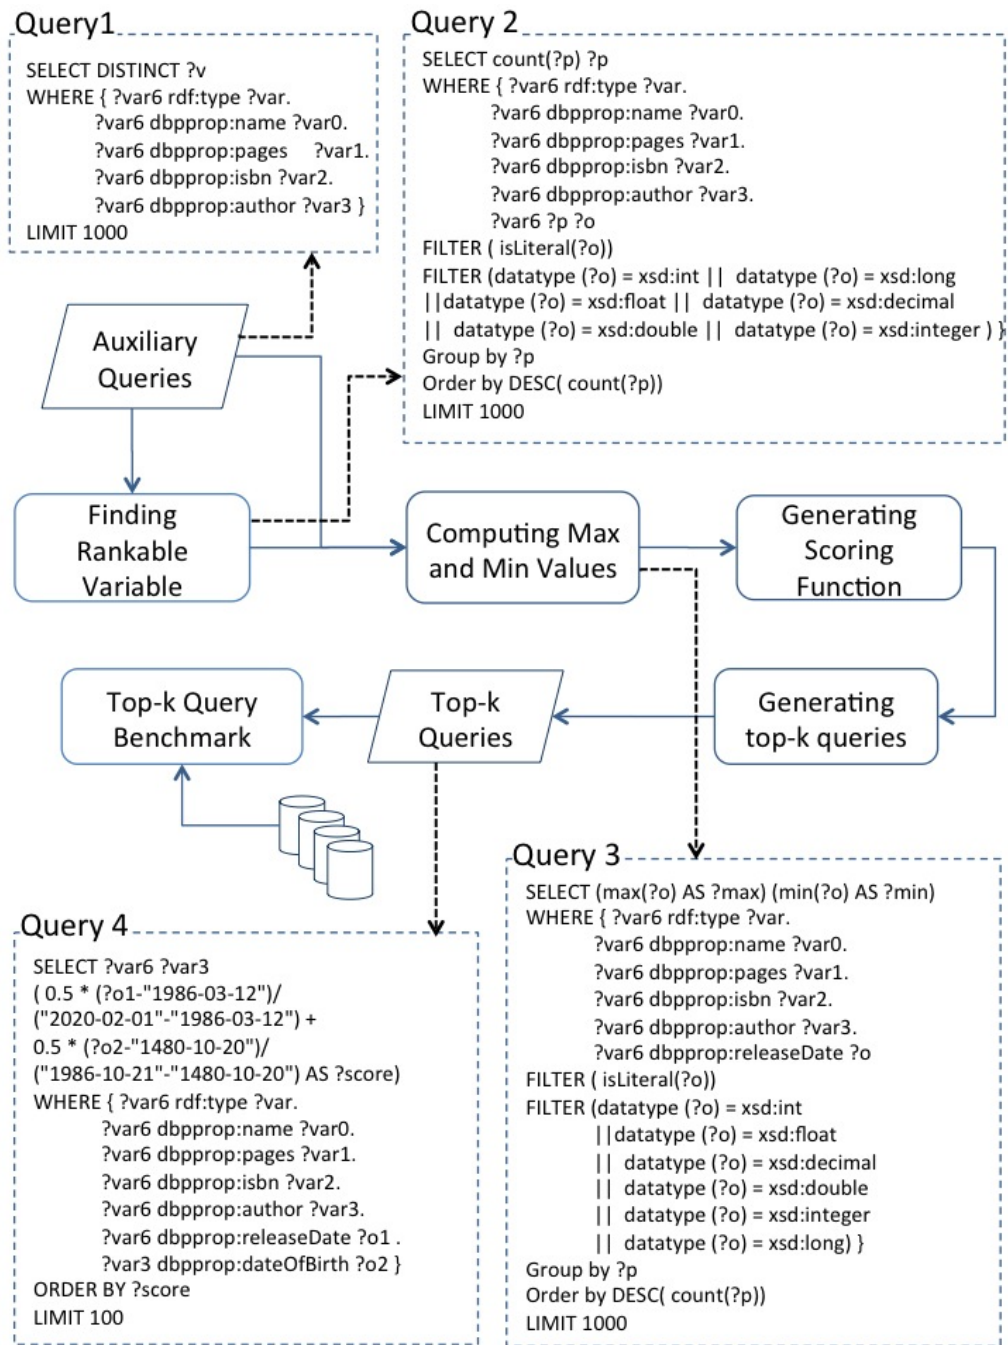 Query1
SELECT DISTINCT ?v
WHERE { ?var6 rdf:type ?var.
?var6 dbpprop:name ?var0.
?var6 dbpprop:pages ?var1.
?var6 dbpprop:isbn ?var2.
?var6 dbpprop:author ?var3 }
LIMIT 1000
Query 2
SELECT count(?p) ?p
WHERE { ?var6 rdf:type ?var.
?var6 dbpprop:name ?var0.
?var6 dbpprop:pages ?var1.
?var6 dbpprop:isbn ?var2.
?var6 dbpprop:author ?var3.
?var6 ?p ?o
FILTER ( isLiteral(?o))
FILTER (datatype (?o) = xsd:int || datatype (?o) = xsd:long
||datatype (?o) = xsd:float || datatype (?o) = xsd:decimal
|| datatype (?o) = xsd:double || datatype (?o) = xsd:integer ) }
Group by ?p
Order by DESC( count(?p))
LIMIT 1000
Auxiliary
Queries
Finding
Rankable
Variable
Computing Max
and Min Values
Generating
Scoring
Function
Top-k Query
Benchmark
Top-k
Queries
Generating
top-k queries
Query 4
SELECT ?var6 ?var3
( 0.5 * (?o1-"1986-03-12")/
("2020-02-01"-"1986-03-12") +
0.5 * (?o2-"1480-10-20")/
("1986-10-21"-"1480-10-20") AS ?score)
WHERE { ?var6 rdf:type ?var.
?var6 dbpprop:name ?var0.
?var6 dbpprop:pages ?var1.
?var6 dbpprop:isbn ?var2.
?var6 dbpprop:author ?var3.
?var6 dbpprop:releaseDate ?o1 .
?var3 dbpprop:dateOfBirth ?o2 }
ORDER BY ?score
LIMIT 100
Query 3
SELECT (max(?o) AS ?max) (min(?o) AS ?min)
WHERE { ?var6 rdf:type ?var.
?var6 dbpprop:name ?var0.
?var6 dbpprop:pages ?var1.
?var6 dbpprop:isbn ?var2.
?var6 dbpprop:author ?var3.
?var6 dbpprop:releaseDate ?o
FILTER ( isLiteral(?o))
FILTER (datatype (?o) = xsd:int
||datatype (?o) = xsd:float
|| datatype (?o) = xsd:decimal
|| datatype (?o) = xsd:double
|| datatype (?o) = xsd:integer
|| datatype (?o) = xsd:long) }
Group by ?p
Order by DESC( count(?p))
LIMIT 1000